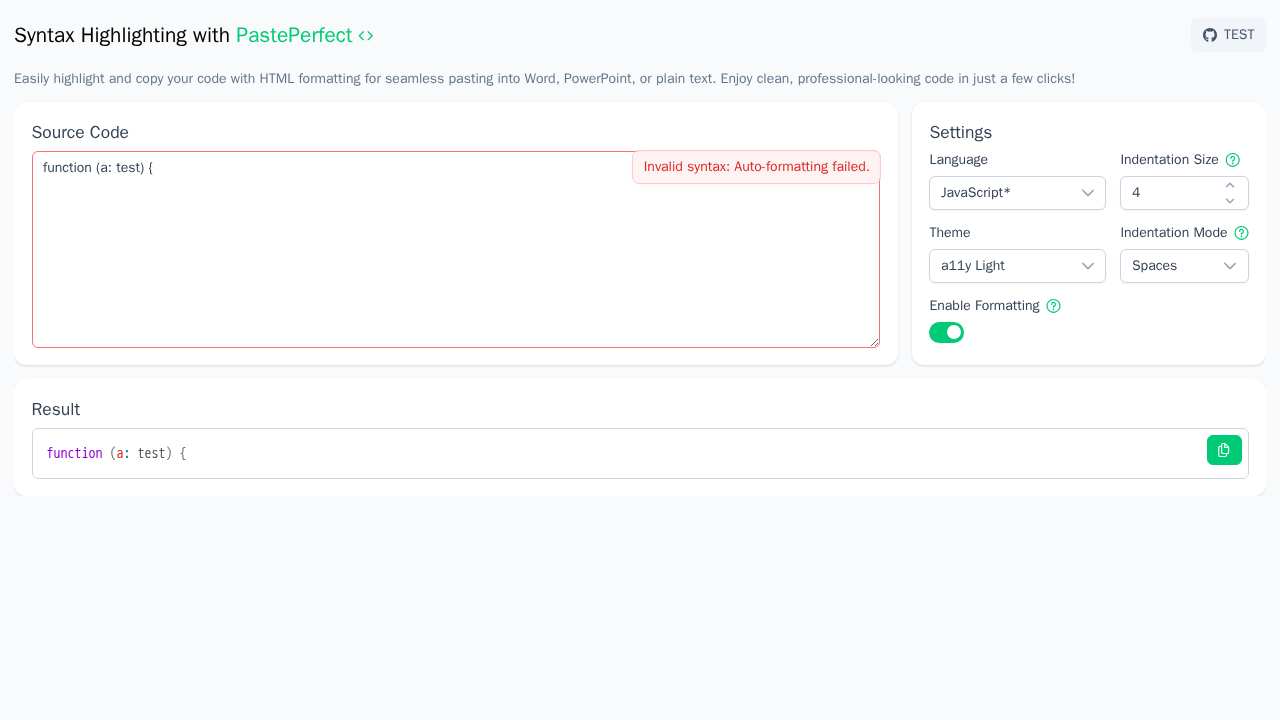 Syntax Highlighting with PastePerfect <>
TEST
Easily highlight and copy your code with HTML formatting for seamless pasting into Word, PowerPoint, or plain text. Enjoy clean, professional-looking code in just a few clicks!
Source Code
function (a: test) {
Invalid syntax: Auto-formatting failed.
Settings
Language
Indentation Size
JavaScript*
4
Theme
Indentation Mode
a11y Light
Spaces
Enable Formatting
Result
function (a: test) {